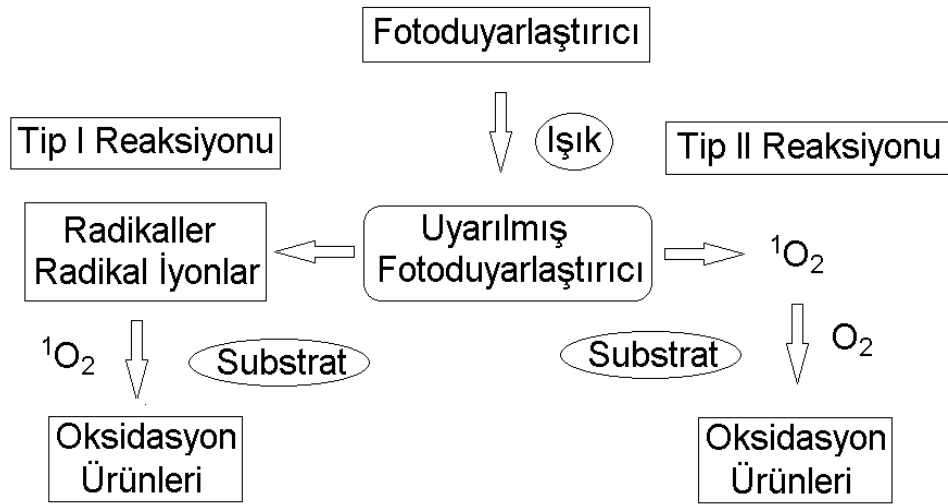 Fotoduyarlaştırıcı
Işık
Tip I Reaksiyonu
Tip II Reaksiyonu
Radikaller
Radikal İyonlar
Uyarılmış
Fotoduyarlaştırıcı
¹O₂
¹O₂
Substrat
Substrat
O₂
Oksidasyon
Ürünleri
Oksidasyon
Ürünleri